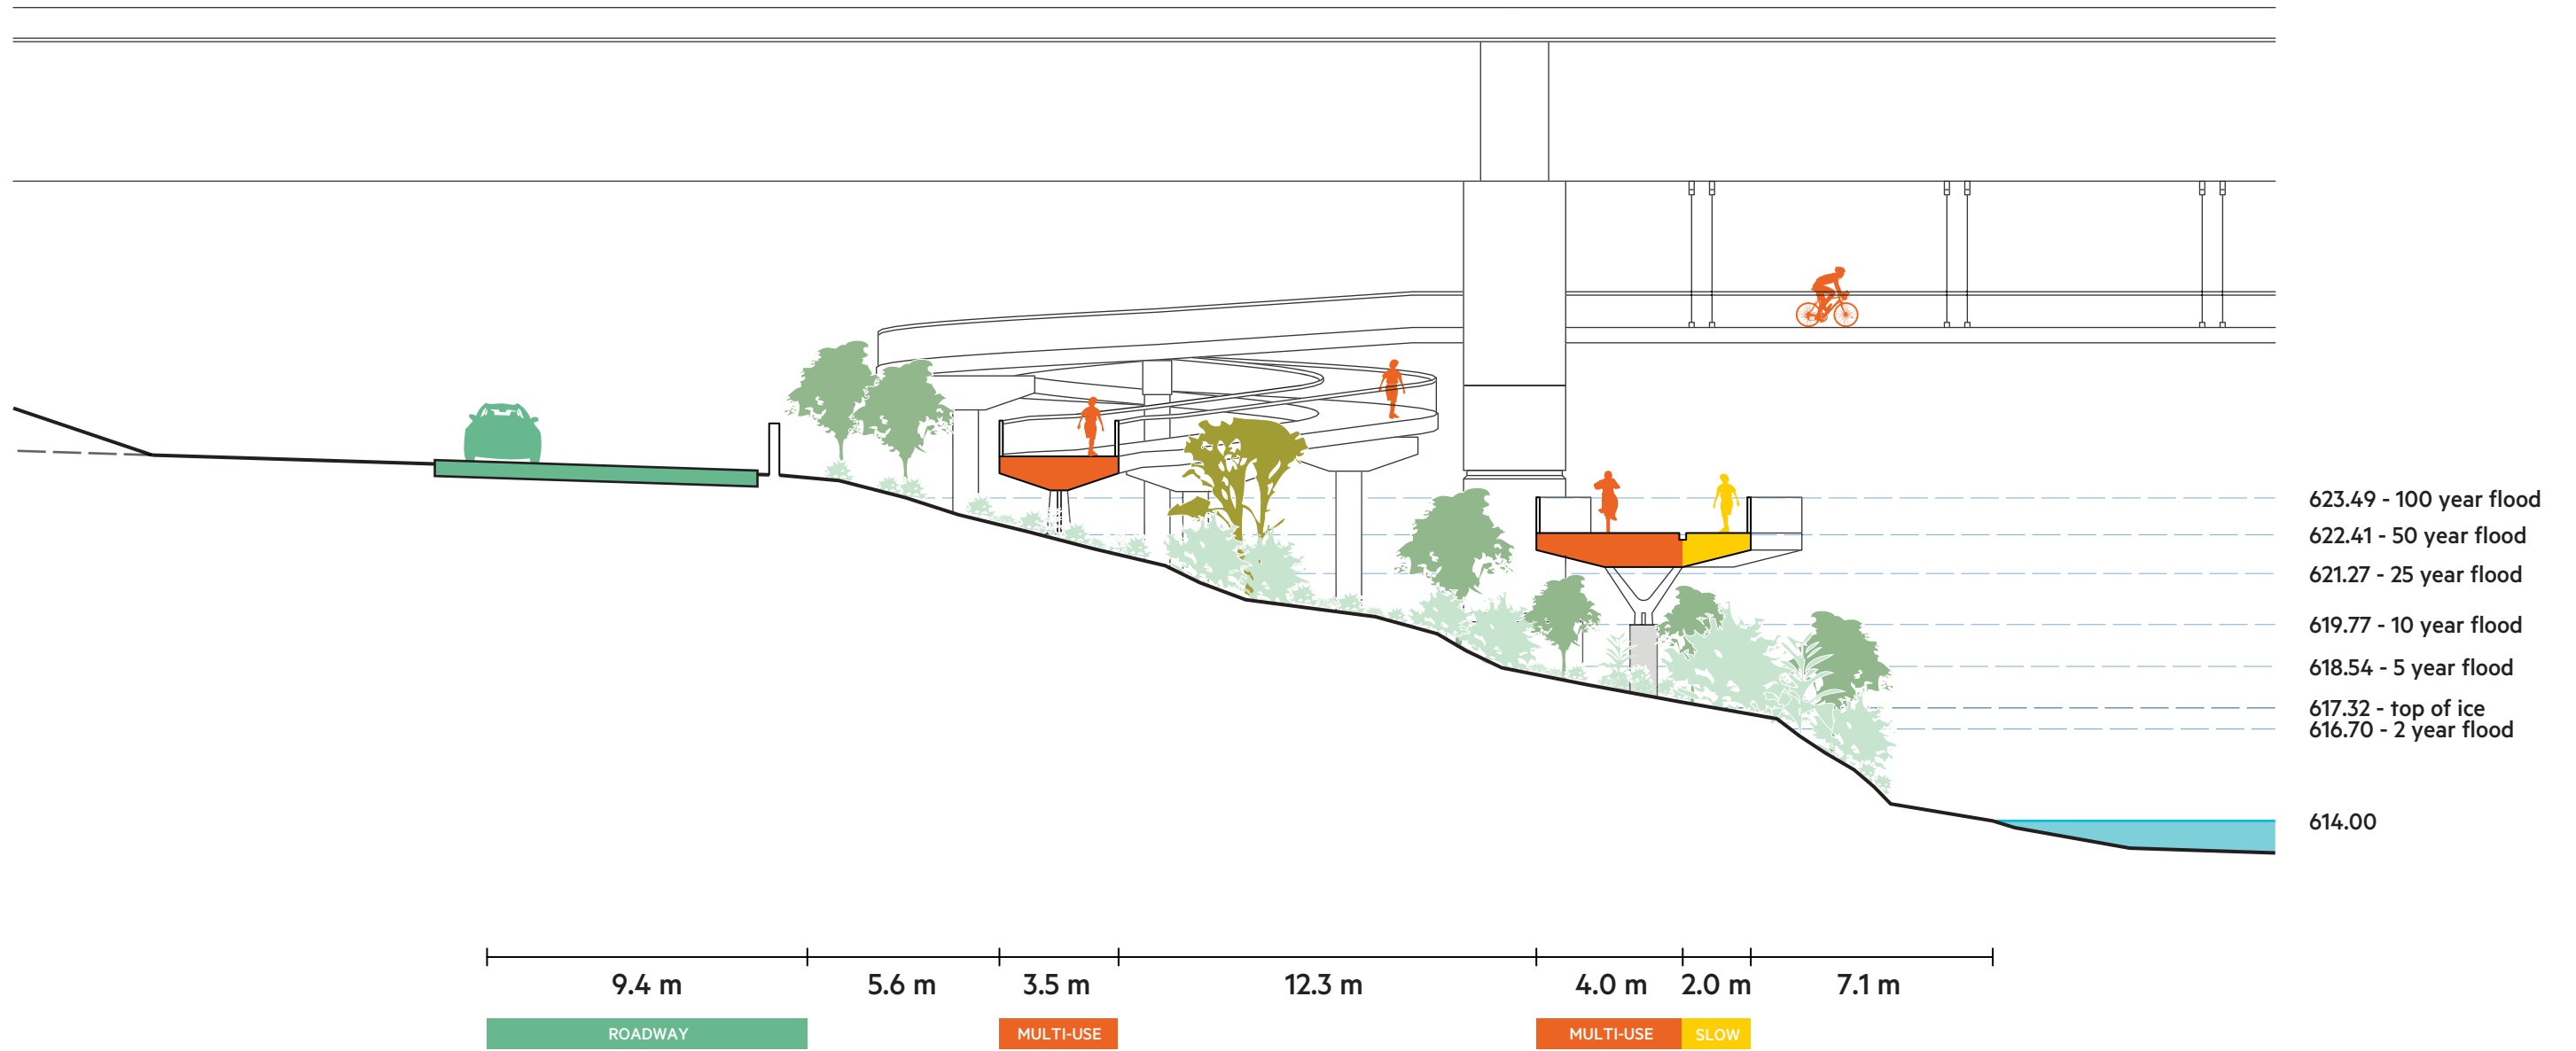 623.49 - 100 year flood
622.41 - 50 year flood
621.27 - 25 year flood
619.77 - 10 year flood
618.54 - 5 year flood
617.32 - top of ice
616.70 - 2 year flood
614.00
9.4 m 5.6 m 3.5 m 12.3 m 4.0 m 2.0 m 7.1 m
ROADWAY MULTI-USE MULTI-USE SLOW